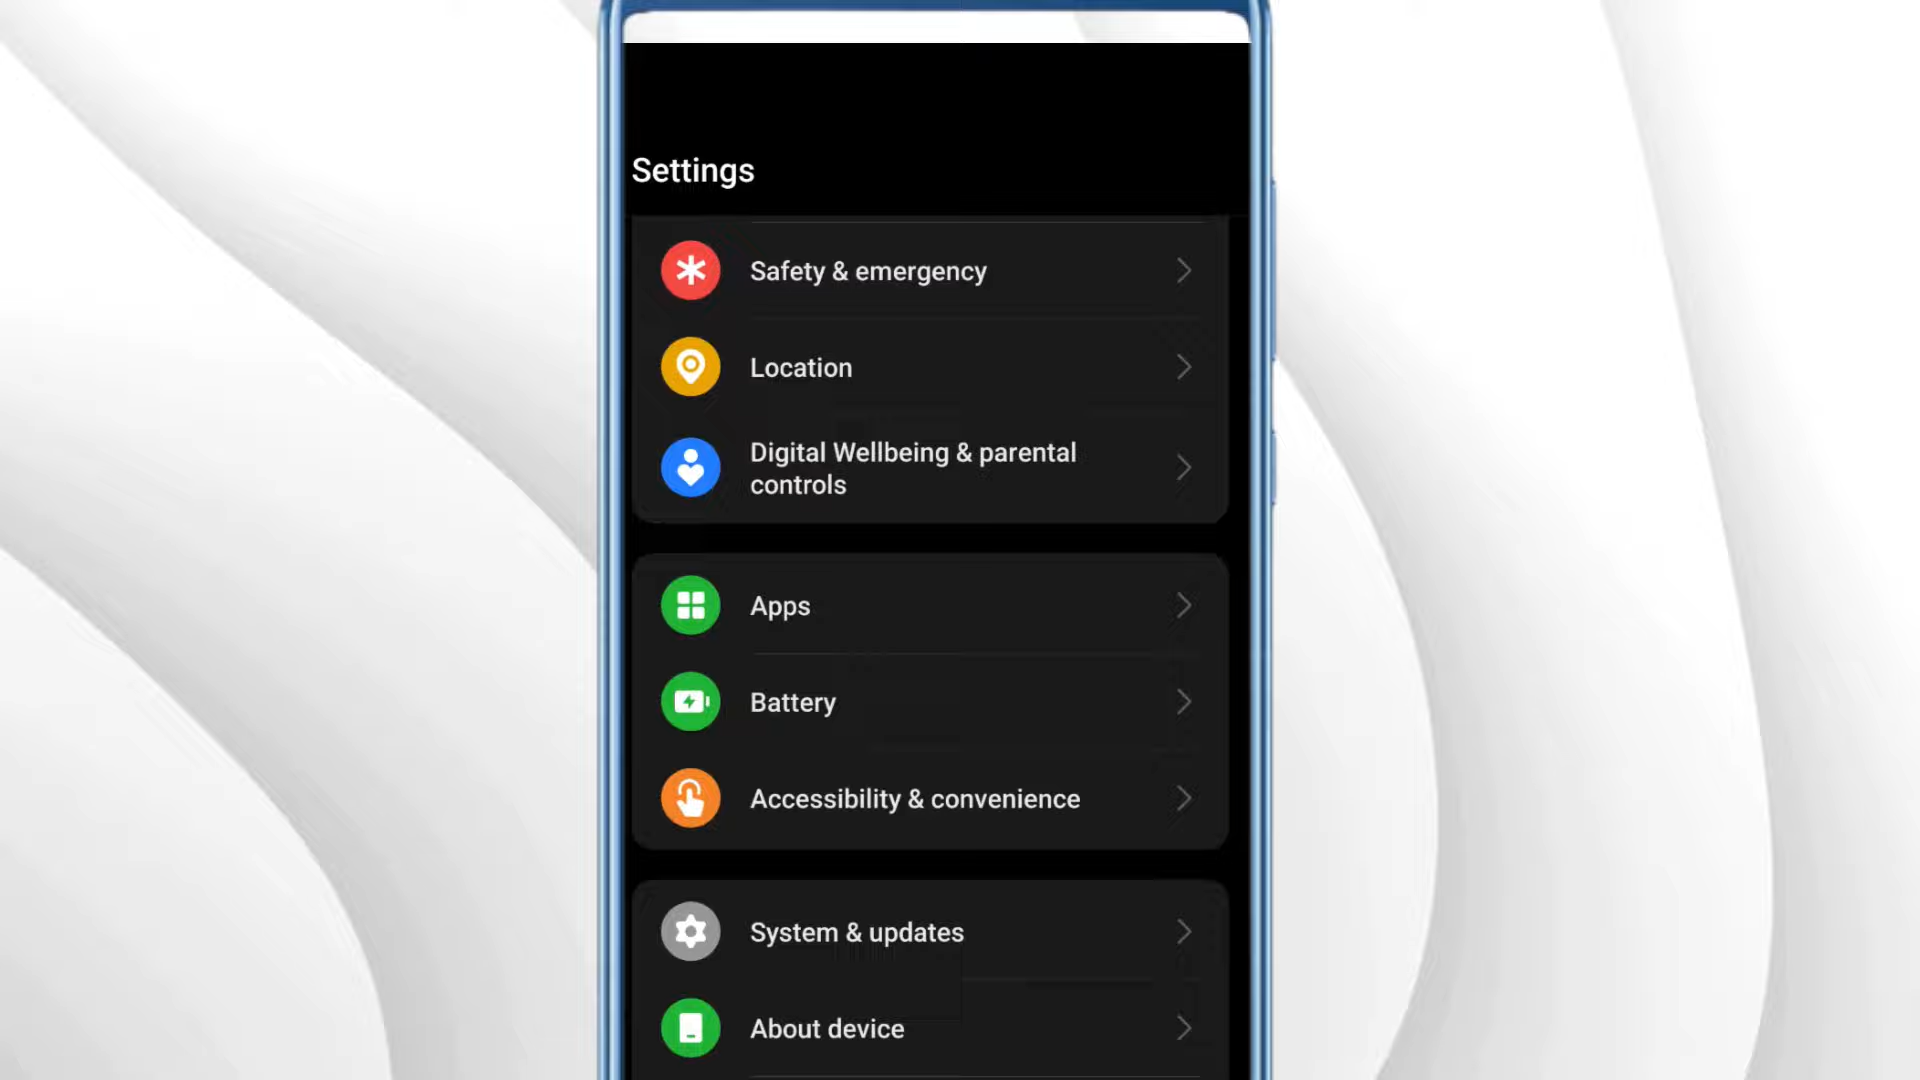 Settings
Safety & emergency
Location
Digital Wellbeing & parental
controls
Apps
Battery
Accessibility & convenience
System & updates
About device